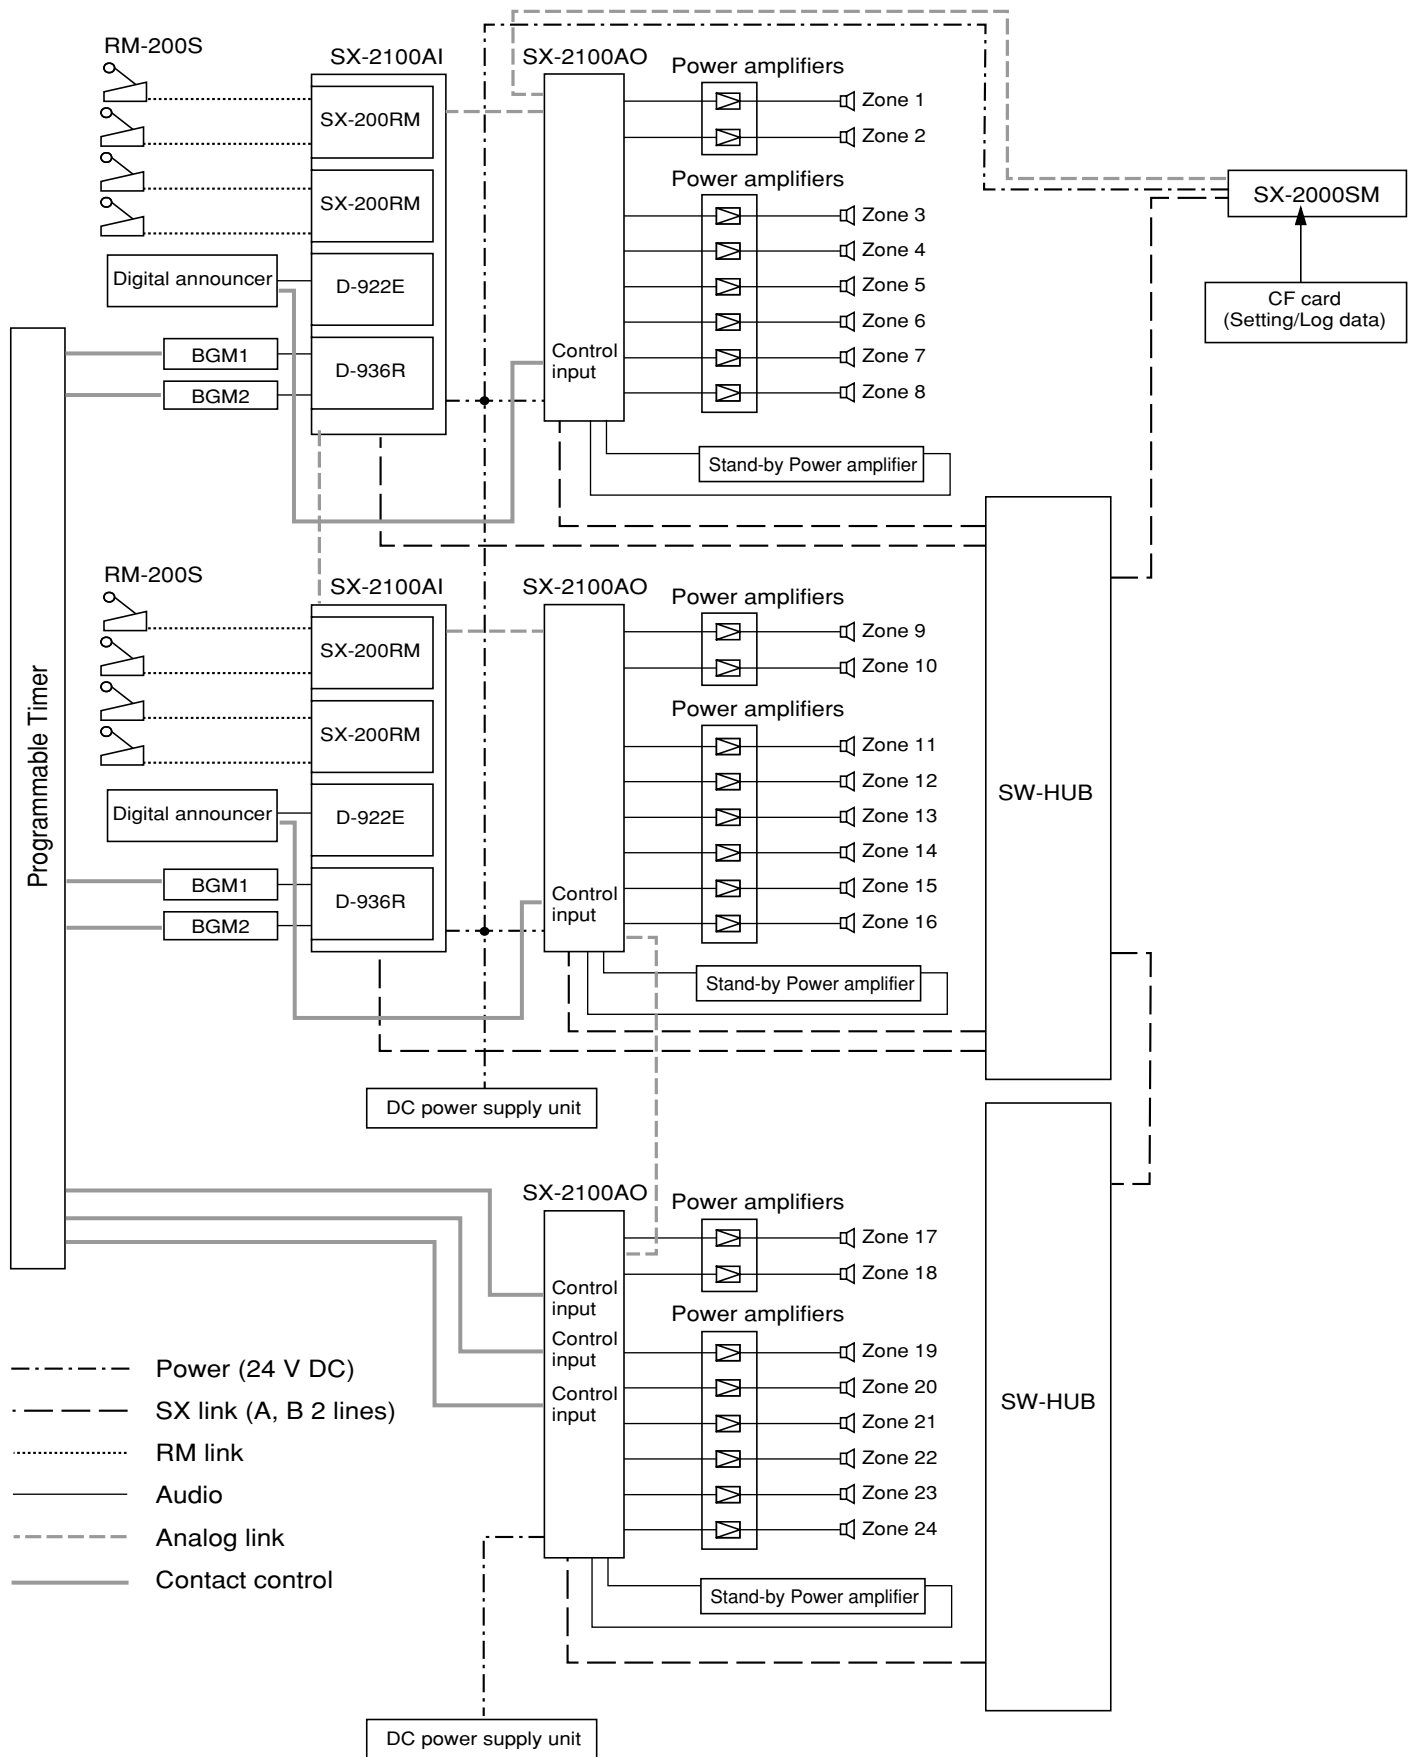 RM-200S
SX-2100AI
SX-2100AO
Power amplifiers
SX-200RM
Zone 1
Zone 2
Power amplifiers
SX-200RM
Zone 3
Zone 4
Digital announcer
D-922E
Zone 5
Zone 6
BGM1
D-936R
Control
input
Zone 7
BGM2
Zone 8
Stand-by Power amplifier
SX-2000SM
CF card
(Setting/Log data)
Programmable Timer
RM-200S
SX-2100AI
SX-2100AO
Power amplifiers
SX-200RM
Zone 9
Zone 10
Power amplifiers
SX-200RM
Zone 11
Zone 12
Digital announcer
D-922E
Zone 13
Zone 14
BGM1
D-936R
Control
input
Zone 15
BGM2
Zone 16
Stand-by Power amplifier
SW-HUB
DC power supply unit
SX-2100AO
Power amplifiers
Zone 17
Zone 18
Control
input
Power amplifiers
Control
input
Zone 19
Control
input
Zone 20
Zone 21
Zone 22
Zone 23
Zone 24
Stand-by Power amplifier
SW-HUB
DC power supply unit
Power (24 V DC)
SX link (A, B 2 lines)
RM link
Audio
Analog link
Contact control